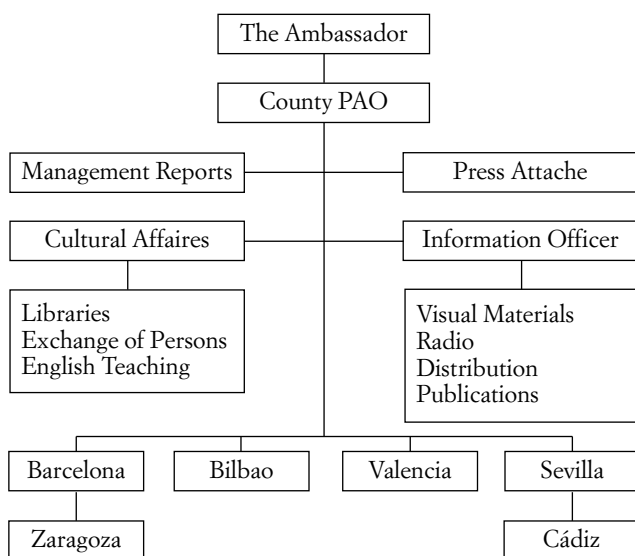 The Ambassador
County PAO
Management Reports
Press Attache
Cultural Affaires
Information Officer
Libraries
Exchange of Persons
English Teaching
Visual Materials
Radio
Distribution
Publications
Barcelona
Bilbao
Valencia
Sevilla
Zaragoza
Cádiz